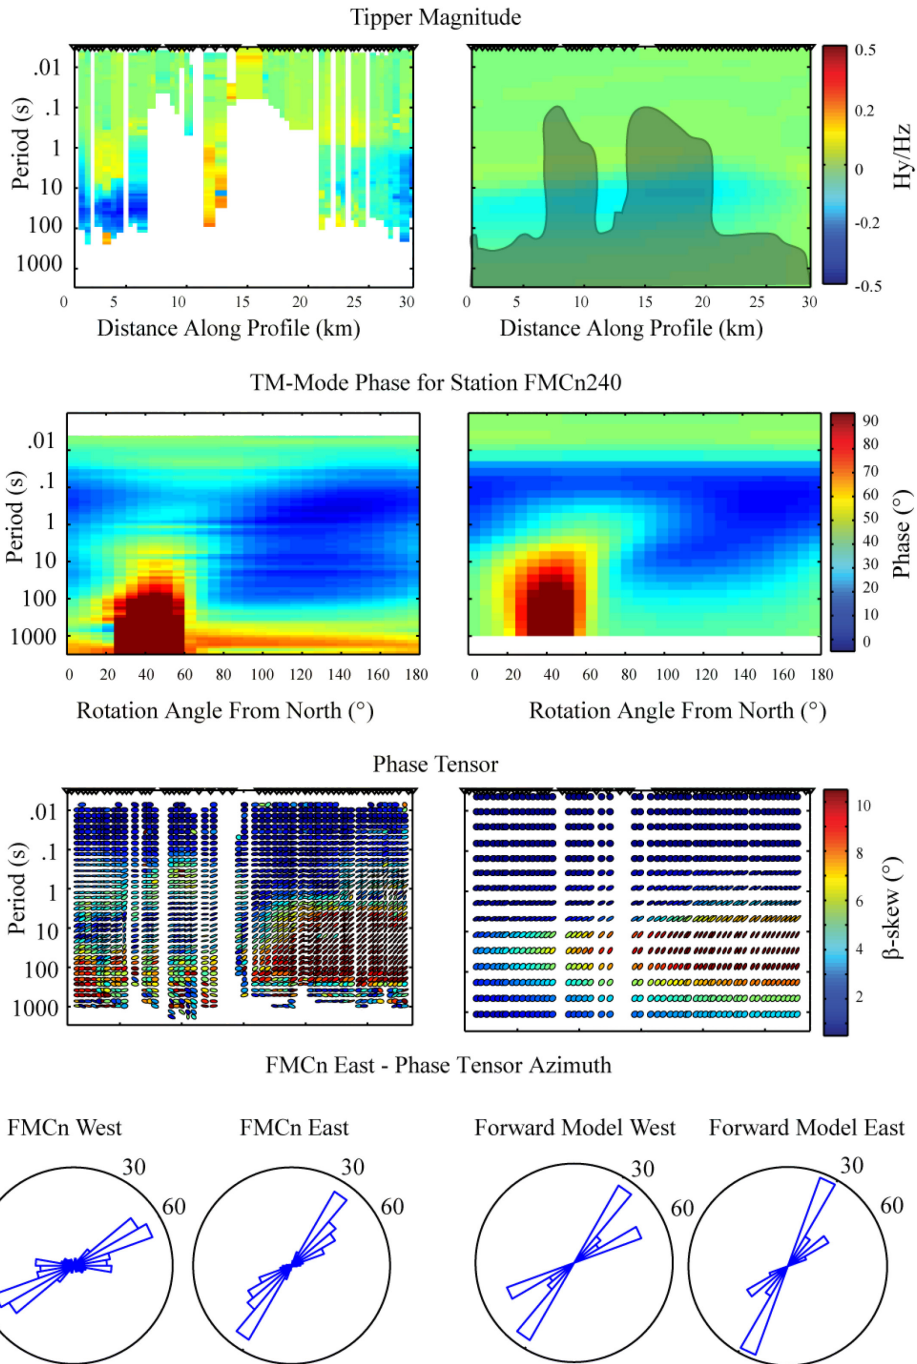 Tipper Magnitude
Period (s)
.01
.1
1
10
100
1000
0 5 10 15 20 25 30
Distance Along Profile (km)
0 5 10 15 20 25 30
Distance Along Profile (km)
0.5
0.2
0
-0.2
-0.5
Hy/Hz
TM-Mode Phase for Station FMCn240
Period (s)
.01
.1
1
10
100
1000
0 20 40 60 80 100 120 140 160 180
Rotation Angle From North (°)
0 20 40 60 80 100 120 140 160 180
Rotation Angle From North (°)
90
80
70
60
50
40
30
20
10
0
Phase (°)
Phase Tensor
Period (s)
.01
.1
1
10
100
1000
10
8
6
4
2
β-skew (°)
FMCn East - Phase Tensor Azimuth
FMCn West FMCn East Forward Model West Forward Model East
30 30 30 30
60 60 60 60